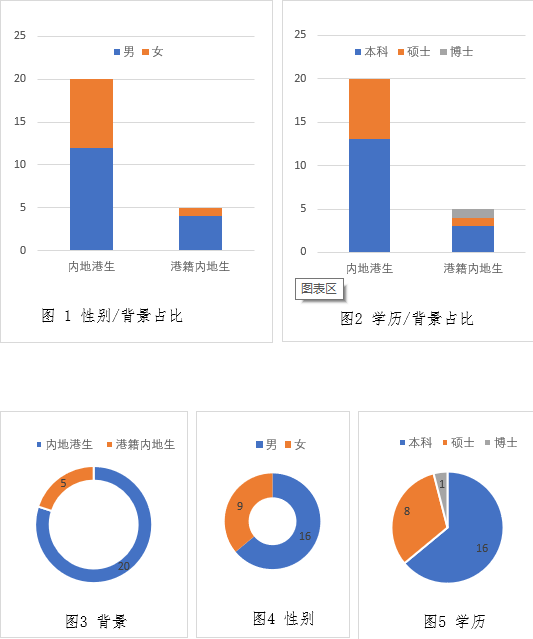 25
男 女
20
15
10
5
0
内地港生 港籍内地生
图 1 性别/背景占比
25
本科 硕士 博士
20
15
10
5
0
内地港生 港籍内地生
图表区
图2 学历/背景占比
内地港生 港籍内地生
5
20
图3 背景
男 女
9
16
图4 性别
本科 硕士 博士
1
8
16
图5 学历